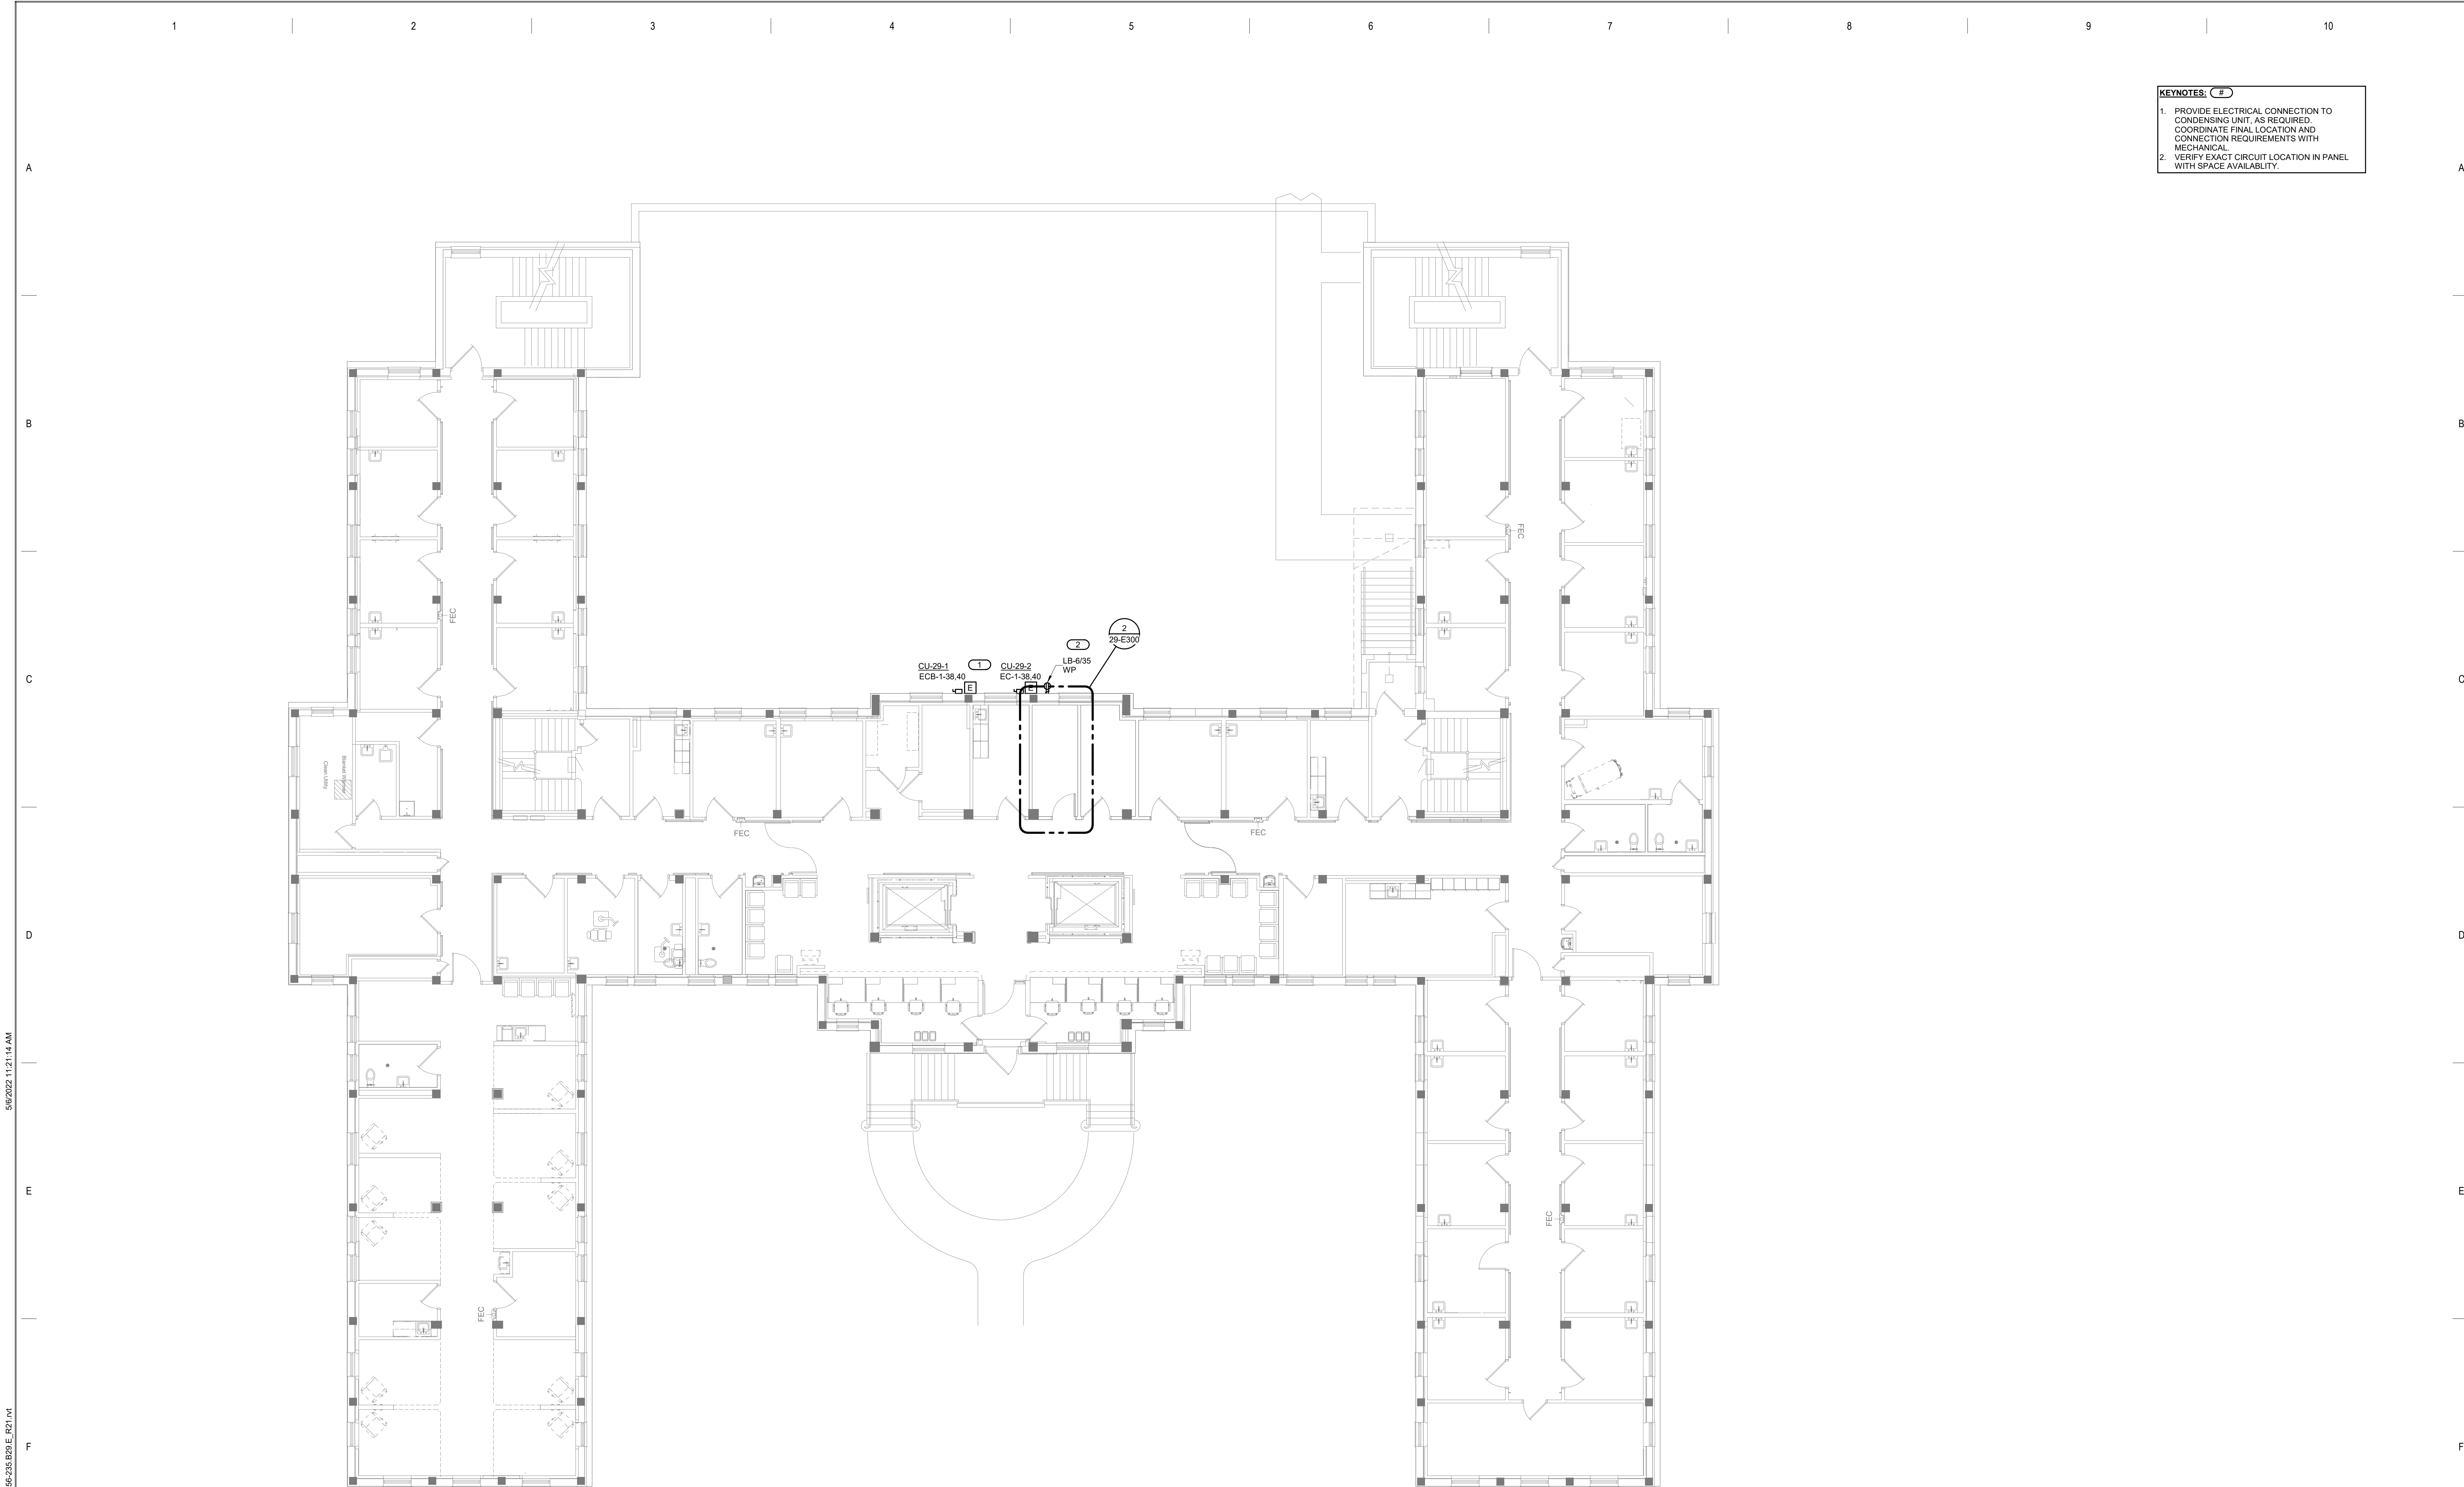 1 2 3 4 5 6 7 8 9 10
KEYNOTES: #
1. PROVIDE ELECTRICAL CONNECTION TO
CONDENSING UNIT, AS REQUIRED.
COORDINATE FINAL LOCATION AND
CONNECTION REQUIREMENTS WITH
MECHANICAL.
2. VERIFY EXACT CIRCUIT LOCATION IN PANEL
WITH SPACE AVAILABLITY.
A A
B B
FEC
FEC
2
29-E300
2
LB-6/35
WP
CU-29-1
ECB-1-38,40
1
CU-29-2
EC-1-38,40
E
E
C C
Blanket Warmer
Clean Utility
FEC
FEC
D D
E E
FEC
FEC
F F
5/6/2022 11:21:14 AM
56-235.B29.E_R21.rvt